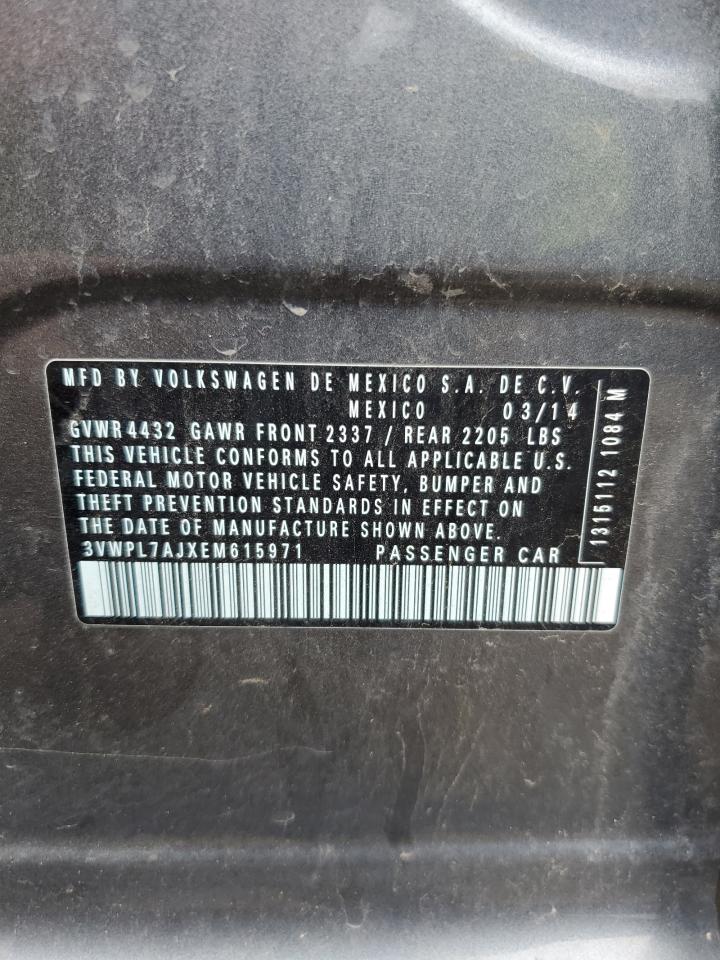 MFD BY VOLKSWAGEN DE MEXICO S.A. DE C.V.
MEXICO 03/14
GVWR 4432 GAWR FRONT 2337 / REAR 2205 LBS
THIS VEHICLE CONFORMS TO ALL APPLICABLE U.S.
FEDERAL MOTOR VEHICLE SAFETY, BUMPER AND
THEFT PREVENTION STANDARDS IN EFFECT ON
THE DATE OF MANUFACTURE SHOWN ABOVE.
3VWPL7AJXEM615971 PASSENGER CAR
1315112 1084 M